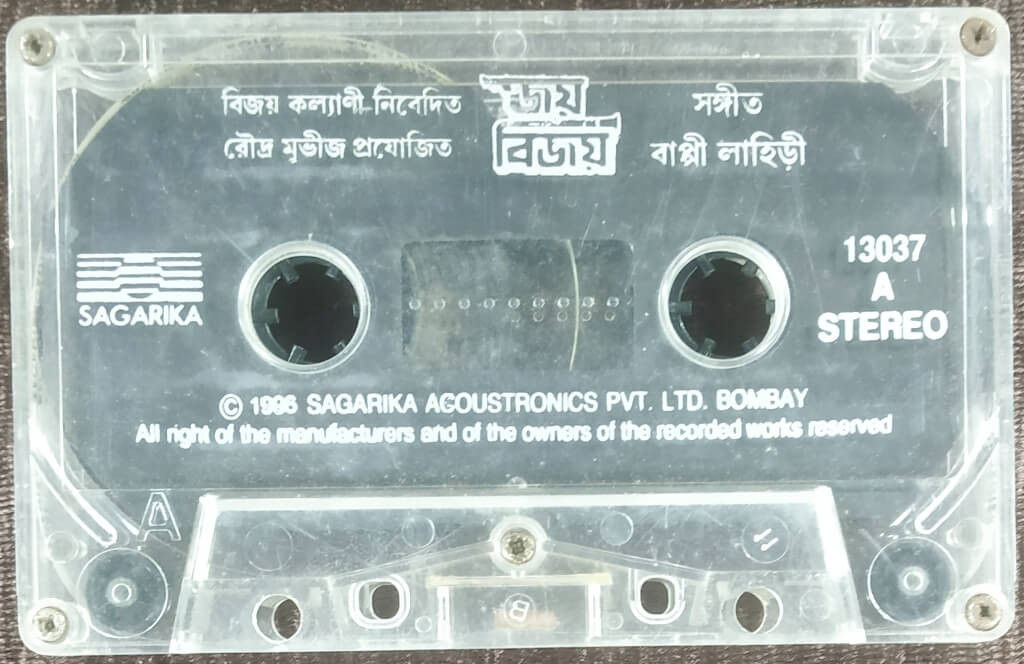 বিজয় কল্যাণী নিবেদিত
রৌদ্র মুভীজ প্রযোজিত
জয়
বিজয়
সঙ্গীত
বাপ্পী লাহিড়ী
SAGARIKA
13037
A
STEREO
© 1996 SAGARIKA ACOUSTRONICS PVT. LTD. BOMBAY
All right of the manufacturers and of the owners of the recorded works reserved
A
B